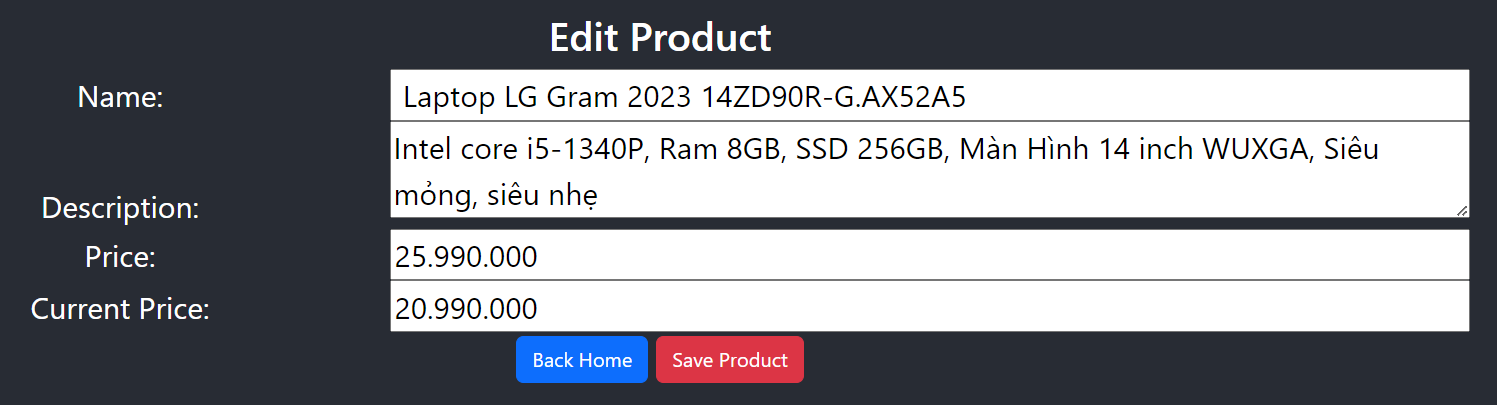 Edit Product
Name: Laptop LG Gram 2023 14ZD90R-G.AX52A5
Description: Intel core i5-1340P, Ram 8GB, SSD 256GB, Màn Hình 14 inch WUXGA, Siêu
mỏng, siêu nhẹ
Price: 25.990.000
Current Price: 20.990.000
Back Home Save Product